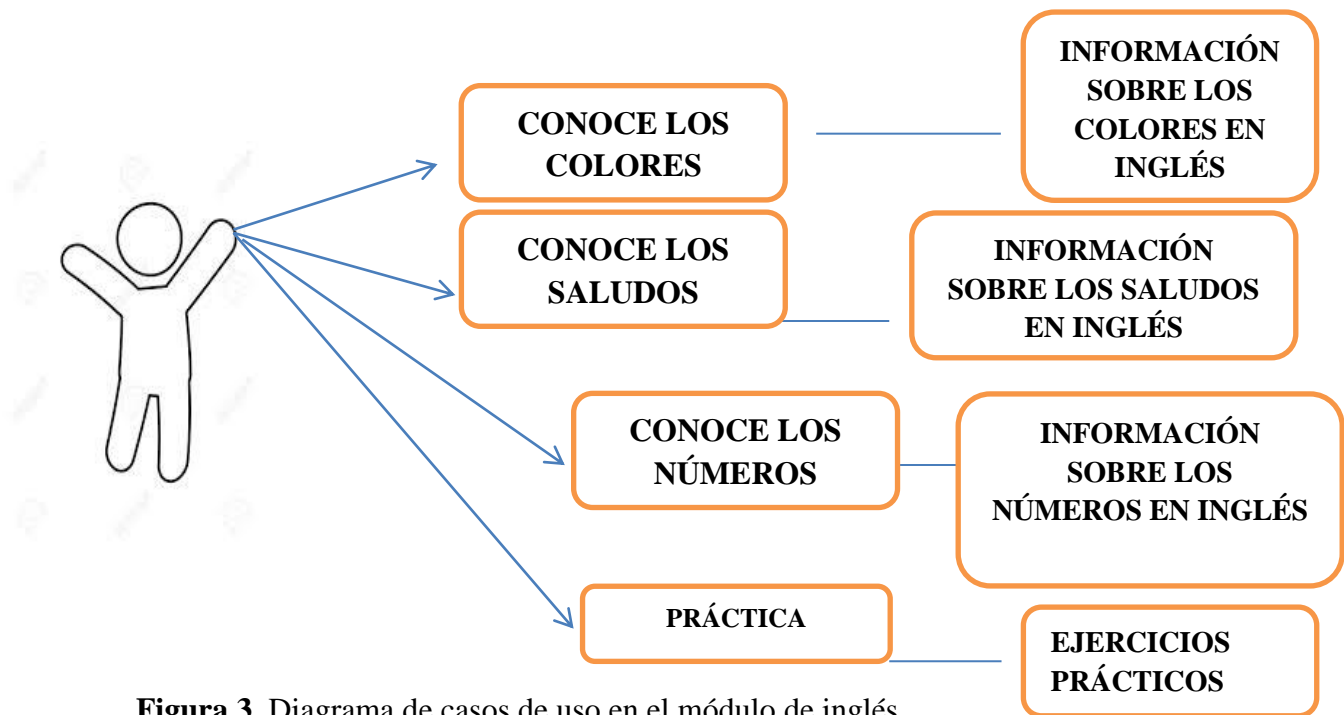 CONOCE LOS
COLORES
INFORMACIÓN
SOBRE LOS
COLORES EN
INGLÉS
CONOCE LOS
SALUDOS
INFORMACIÓN
SOBRE LOS SALUDOS
EN INGLÉS
CONOCE LOS
NÚMEROS
INFORMACIÓN
SOBRE LOS
NÚMEROS EN INGLÉS
PRÁCTICA
EJERCICIOS
PRÁCTICOS
Figura 3. Diagrama de casos de uso en el módulo de inglés